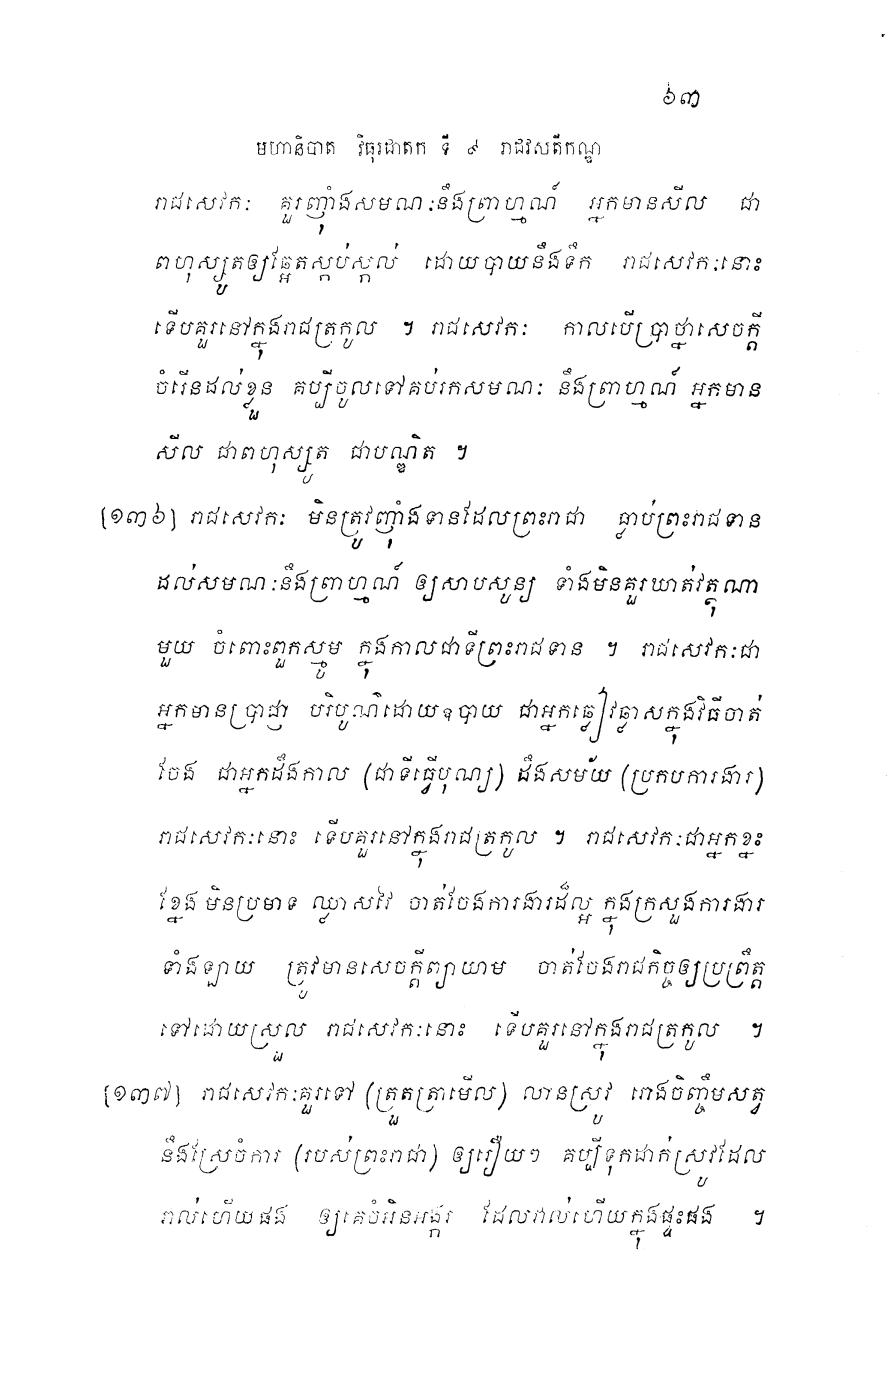 ៦៣
មហានិបាត វិធុរជាតក ទី ៩ រាជវសតីកណ្ឌ
រាជសេវកៈ គួរញ៉ាំងសមណៈនឹងព្រាហ្មណ៍ អ្នកមានសីល ជា
ពហុស្សូតឲ្យឆ្អែតស្កប់ស្កល់ ដោយបាយនឹងទឹក រាជសេវកៈនោះ
ទើបគួរនៅក្នុងរាជត្រកូល ។ រាជសេវកៈ កាលបើប្រាថ្នាសេចក្ដី
ចំរើនដល់ខ្លួន គប្បីចូលទៅគប់រកសមណៈ នឹងព្រាហ្មណ៍ អ្នកមាន
សីល ជាពហុស្សូត ជាបណ្ឌិត ។
[១៣៦] រាជសេវកៈ មិនត្រូវញ៉ាំងទានដែលព្រះរាជា ធ្លាប់ព្រះរាជទាន
ដល់សមណៈនឹងព្រាហ្មណ៍ ឲ្យសាបសូន្យ ទាំងមិនគួរឃាត់វត្ថុណា
មួយ ចំពោះពួកស្មូម ក្នុងកាលជាទីព្រះរាជទាន ។ រាជសេវកៈជា
អ្នកមានប្រាជ្ញា បរិបូណ៌ដោយឧបាយ ជាអ្នកឆ្លៀវឆ្លាសក្នុងវិធីចាត់
ចែង ជាអ្នកដឹងកាល (ជាទីធ្វើបុណ្យ) ដឹងសម័យ (ប្រកបការងារ)
រាជសេវកៈនោះ ទើបគួរនៅក្នុងរាជត្រកូល ។ រាជសេវកៈជាអ្នកខ្នះ
ខ្នែង មិនប្រមាទ ឈ្លាសវៃ ចាត់ចែងការងារដ៏ល្អ ក្នុងក្រសួងការងារ
ទាំងឡាយ ត្រូវមានសេចក្ដីព្យាយាម ចាត់ចែងរាជកិច្ចឲ្យប្រព្រឹត្ត
ទៅដោយស្រួល រាជសេវកៈនោះ ទើបគួរនៅក្នុងរាជត្រកូល ។
[១៣៧] រាជសេវកៈគួរទៅ (ត្រួតត្រាមើល) លានស្រូវ រោងចិញ្ចឹមសត្វ
នឹងស្រែចំការ (របស់ព្រះរាជា) ឲ្យរឿយៗ គប្បីទុកដាក់ស្រូវដែល
វាល់ហើយផង ឲ្យគេចំអិនអង្ករ ដែលវាល់ហើយក្នុងផ្ទះផង ។